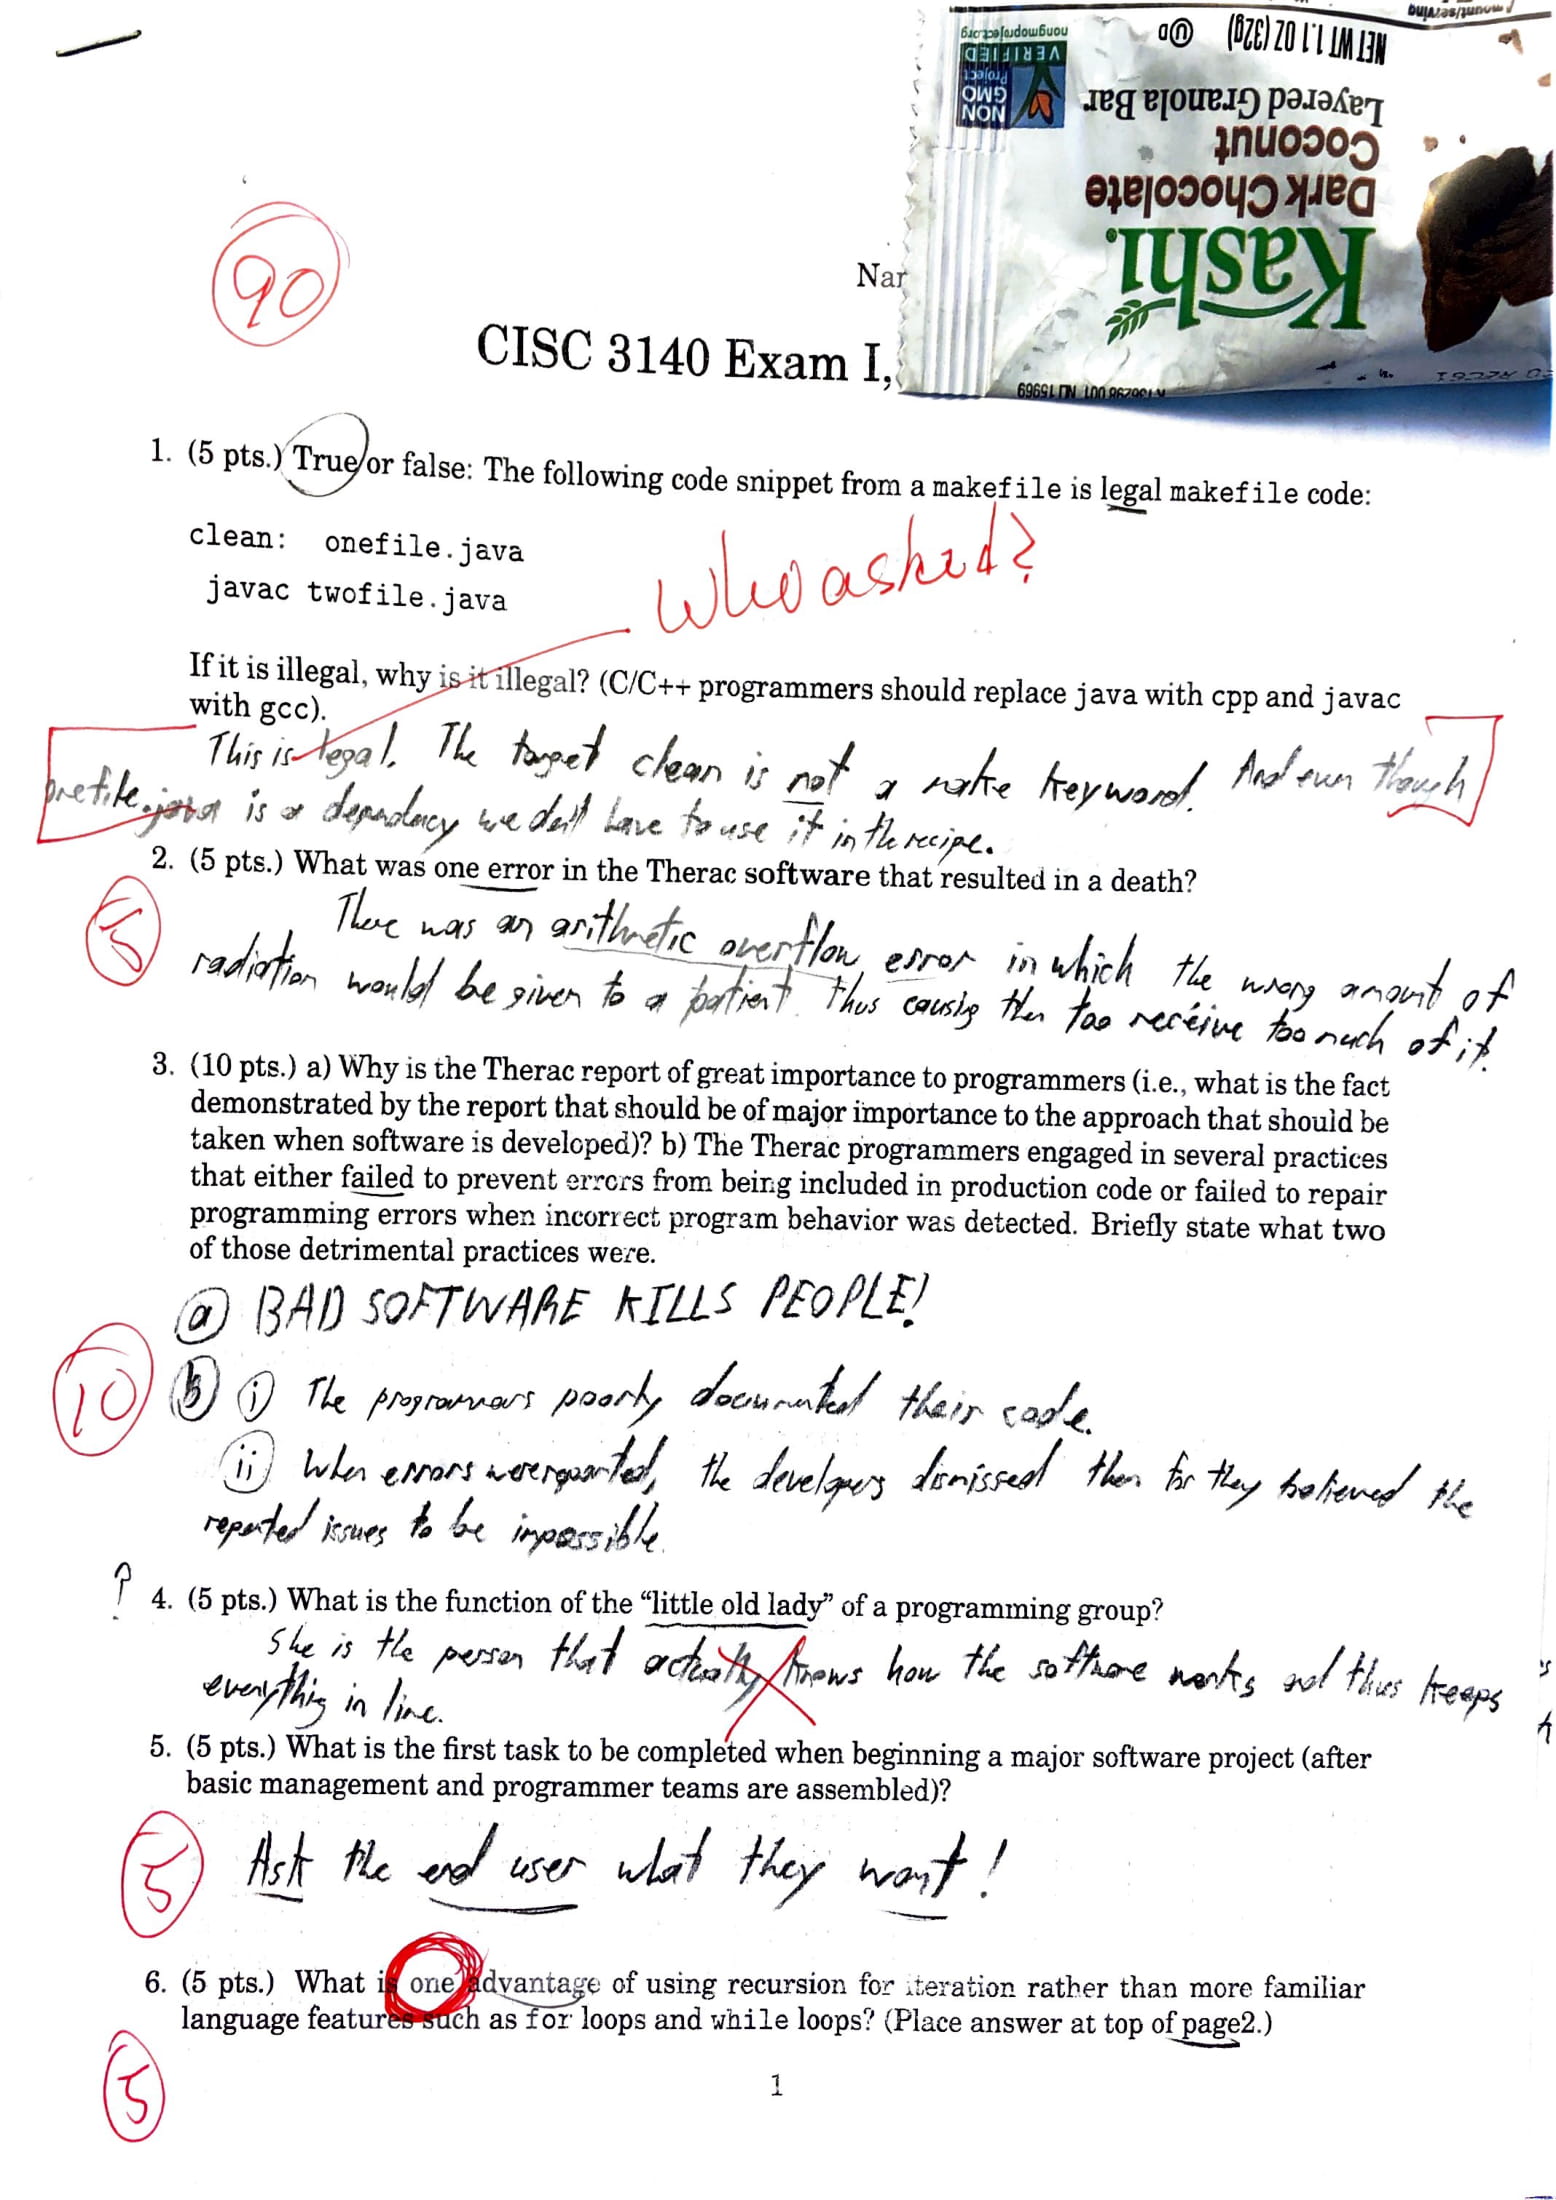 mount/serving
NET WT 1.1 OZ (32g) U D
nongmoproject.org
VERIFIED
NON
GMO
Project
Layered Granola Bar
Coconut
Dark Chocolate
Kashi.
90
Nar
CISC 3140 Exam I,
1. (5 pts.) True or false: The following code snippet from a makefile is legal makefile code:
clean: onefile.java
javac twofile.java
Who asked?
If it is illegal, why is it illegal? (C/C++ programmers should replace java with cpp and javac
with gcc).
This is legal. The target clean is not a make keyword. And even though
onefile.java is a dependacy we don't have to use it in the recipe.
2. (5 pts.) What was one error in the Therac software that resulted in a death?
5
There was an arithmetic overflow error in which the wrong amount of
radiation would be given to a patient. Thus causing them too receive too much of it.
3. (10 pts.) a) Why is the Therac report of great importance to programmers (i.e., what is the fact
demonstrated by the report that should be of major importance to the approach that should be
taken when software is developed)? b) The Therac programmers engaged in several practices
that either failed to prevent errors from being included in production code or failed to repair
programming errors when incorrect program behavior was detected. Briefly state what two
of those detrimental practices were.
a BAD SOFTWARE KILLS PEOPLE!
10
b i The programmers poorly documented their code.
ii When errors were reported, the developers dismissed them for they believed the
reported issues to be impossible.
? 4. (5 pts.) What is the function of the “little old lady” of a programming group?
She is the person that actually knows how the software works and thus keeps
everything in line.
5. (5 pts.) What is the first task to be completed when beginning a major software project (after
basic management and programmer teams are assembled)?
5
Ask the end user what they want!
6. (5 pts.) What is one advantage of using recursion for iteration rather than more familiar
language features such as for loops and while loops? (Place answer at top of page2.)
5
1